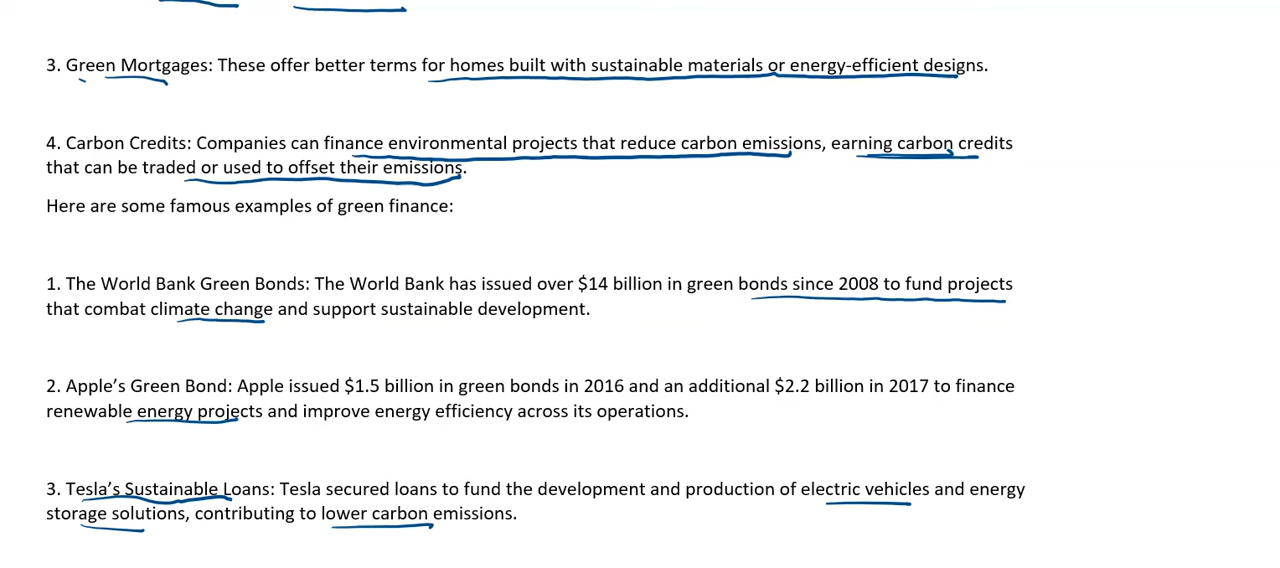 3. Green Mortgages: These offer better terms for homes built with sustainable materials or energy-efficient designs.
4. Carbon Credits: Companies can finance environmental projects that reduce carbon emissions, earning carbon credits
that can be traded or used to offset their emissions.
Here are some famous examples of green finance:
1. The World Bank Green Bonds: The World Bank has issued over $14 billion in green bonds since 2008 to fund projects
that combat climate change and support sustainable development.
2. Apple’s Green Bond: Apple issued $1.5 billion in green bonds in 2016 and an additional $2.2 billion in 2017 to finance
renewable energy projects and improve energy efficiency across its operations.
3. Tesla’s Sustainable Loans: Tesla secured loans to fund the development and production of electric vehicles and energy
storage solutions, contributing to lower carbon emissions.